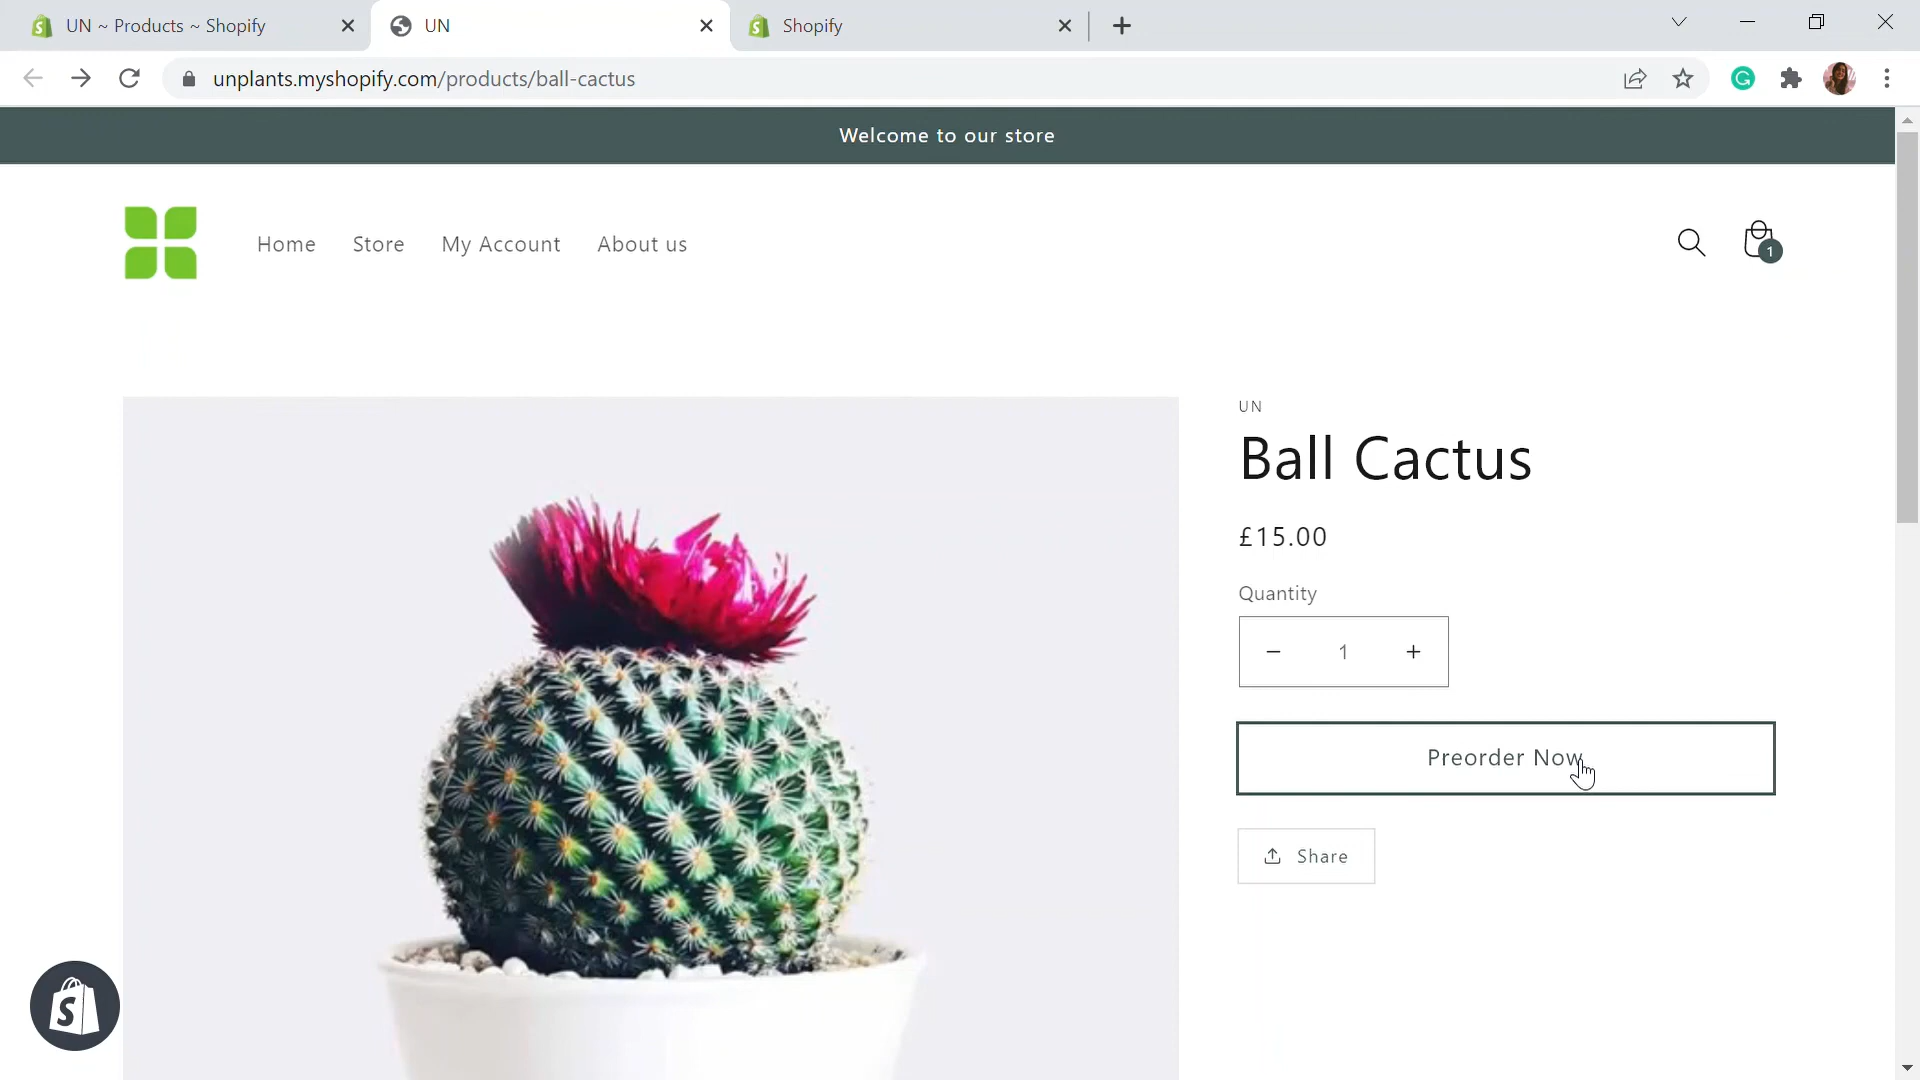 UN ~ Products ~ Shopify
UN
Shopify
unplants.myshopify.com/products/ball-cactus
Welcome to our store
Home
Store
My Account
About us
1
UN
Ball Cactus
£15.00
Quantity
− 1 +
Preorder Now
Share